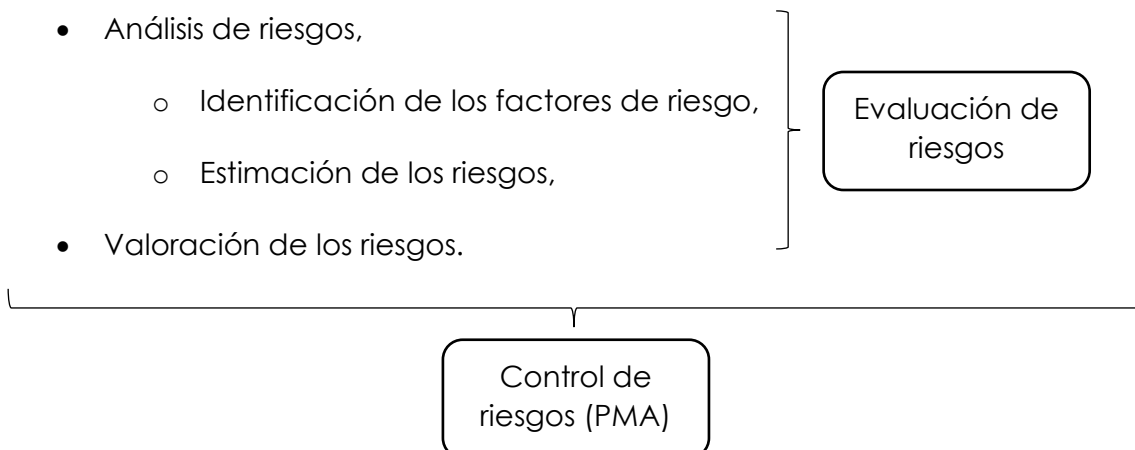 • Análisis de riesgos,
o Identificación de los factores de riesgo,
o Estimación de los riesgos,
• Valoración de los riesgos.
Evaluación de
riesgos
Control de
riesgos (PMA)